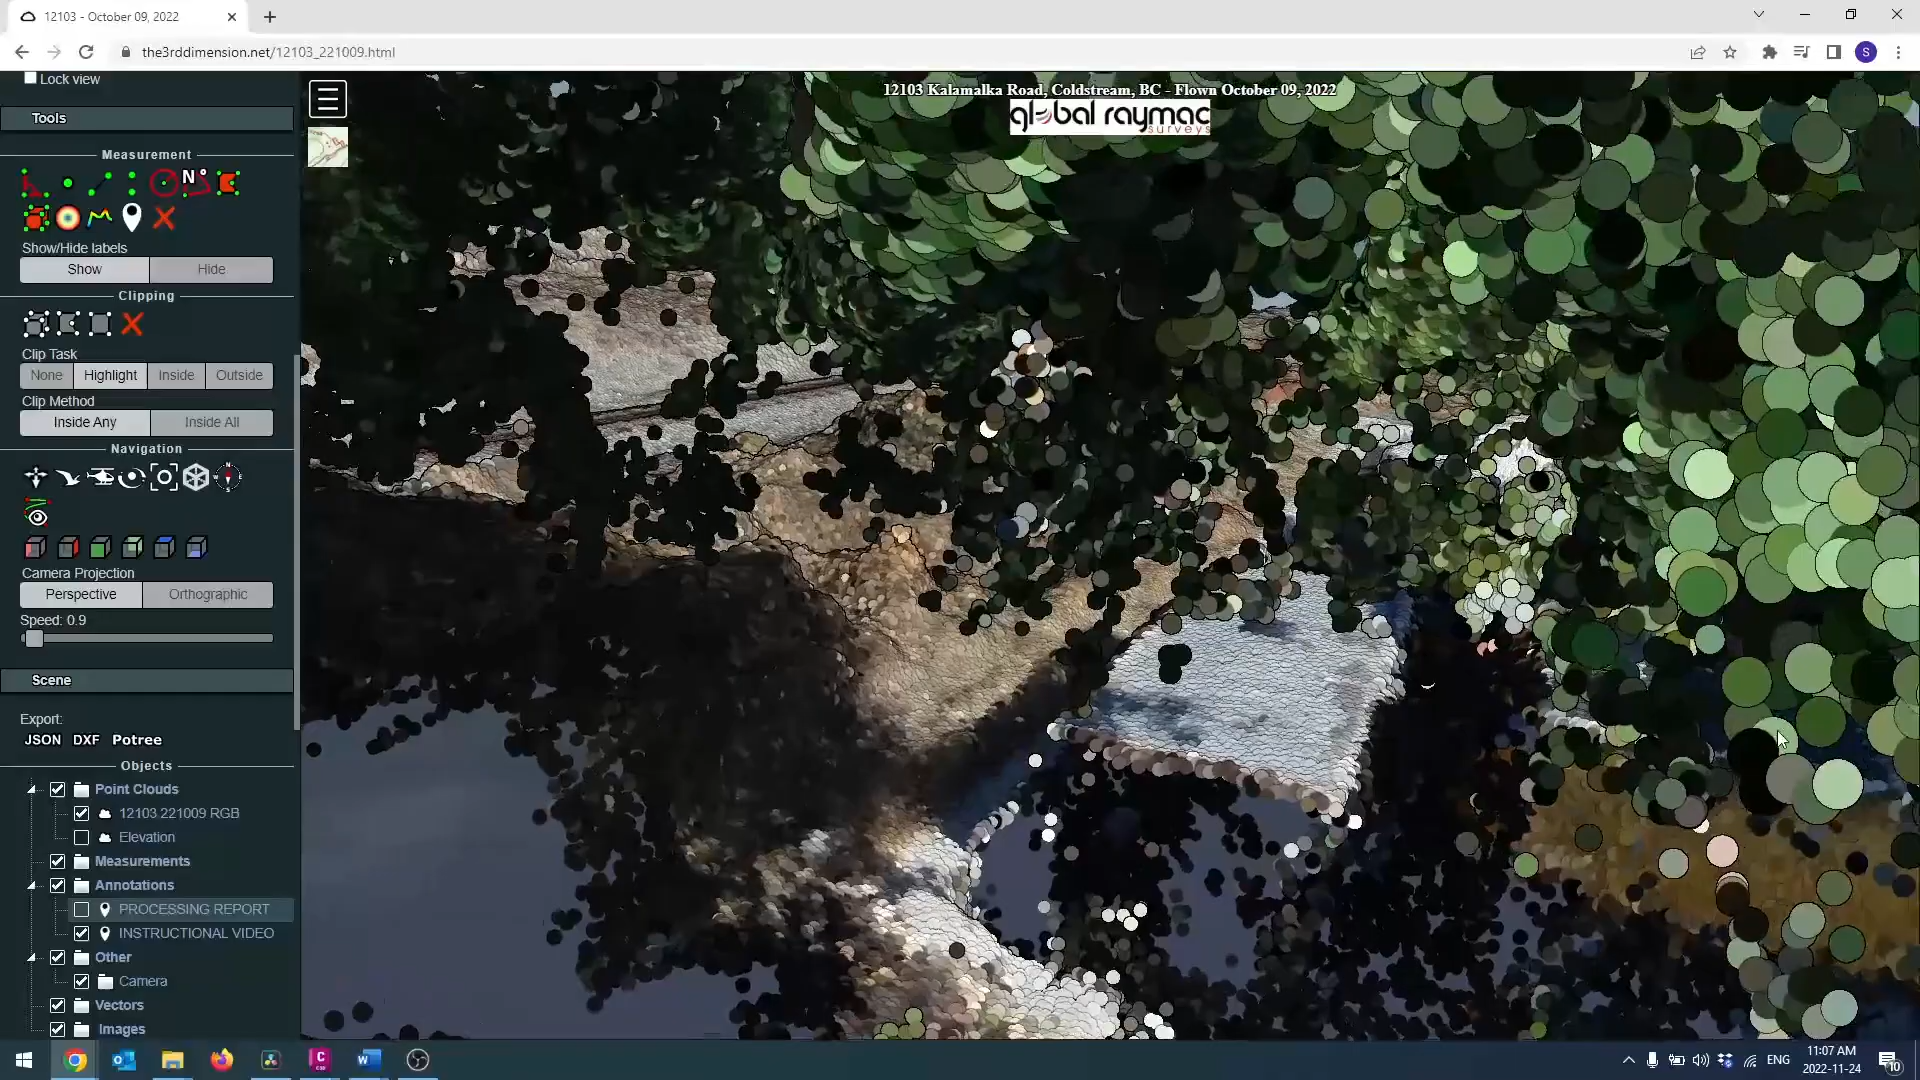 12103 - October 09, 2022
the3rddimension.net/12103_221009.html
S
Lock view
12103 Kalamalka Road, Coldstream, BC - Flown October 09, 2022
global raymac
surveys
Tools
Measurement
N°
Show/Hide labels
Show Hide
Clipping
Clip Task
None Highlight Inside Outside
Clip Method
Inside Any Inside All
Navigation
Camera Projection
Perspective Orthographic
Speed: 0.9
Scene
Export:
JSON DXF Potree
Objects
Point Clouds
12103 221009 RGB
Elevation
Measurements
Annotations
PROCESSING REPORT
INSTRUCTIONAL VIDEO
Other
Camera
Vectors
Images
ENG
11:07 AM
2022-11-24
10